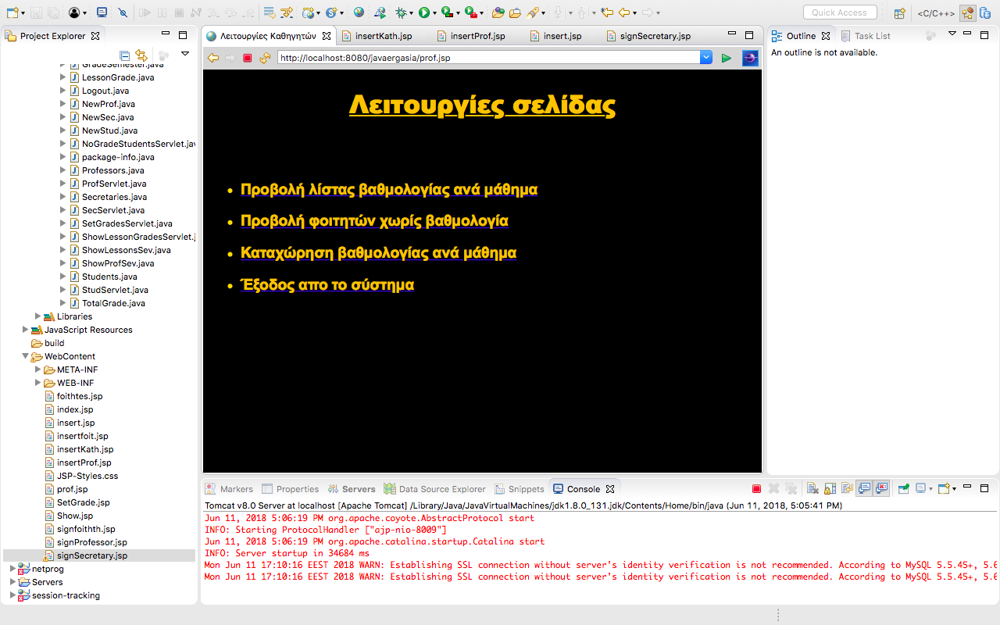 Quick Access
<C/C++>
Project Explorer
GradeSemester.java
LessonGrade.java
Logout.java
NewProf.java
NewSec.java
NewStud.java
NoGradeStudentsServlet.jav
package-info.java
Professors.java
ProfServlet.java
Secretaries.java
SecServlet.java
SetGradesServlet.java
ShowLessonGradesServlet.j
ShowLessonsSev.java
ShowProfSev.java
Students.java
StudServlet.java
TotalGrade.java
Libraries
JavaScript Resources
build
WebContent
META-INF
WEB-INF
foithtes.jsp
index.jsp
insert.jsp
insertfoit.jsp
insertKath.jsp
insertProf.jsp
JSP-Styles.css
prof.jsp
SetGrade.jsp
Show.jsp
signfoithth.jsp
signProfessor.jsp
signSecretary.jsp
netprog
Servers
session-tracking
Λειτουργίες Καθηγητών insertKath.jsp insertProf.jsp insert.jsp signSecretary.jsp
http://localhost:8080/javaergasia/prof.jsp
Λειτουργίες σελίδας
• Προβολή λίστας βαθμολογίας ανά μάθημα
• Προβολή φοιτητών χωρίς βαθμολογία
• Καταχώρηση βαθμολογίας ανά μάθημα
• Έξοδος απο το σύστημα
Outline Task List
An outline is not available.
Markers Properties Servers Data Source Explorer Snippets Console
Tomcat v8.0 Server at localhost [Apache Tomcat] /Library/Java/JavaVirtualMachines/jdk1.8.0_131.jdk/Contents/Home/bin/java (Jun 11, 2018, 5:05:41 PM)
Jun 11, 2018 5:06:19 PM org.apache.coyote.AbstractProtocol start
INFO: Starting ProtocolHandler ["ajp-nio-8009"]
Jun 11, 2018 5:06:19 PM org.apache.catalina.startup.Catalina start
INFO: Server startup in 34684 ms
Mon Jun 11 17:10:16 EEST 2018 WARN: Establishing SSL connection without server's identity verification is not recommended. According to MySQL 5.5.45+, 5.6
Mon Jun 11 17:10:16 EEST 2018 WARN: Establishing SSL connection without server's identity verification is not recommended. According to MySQL 5.5.45+, 5.6